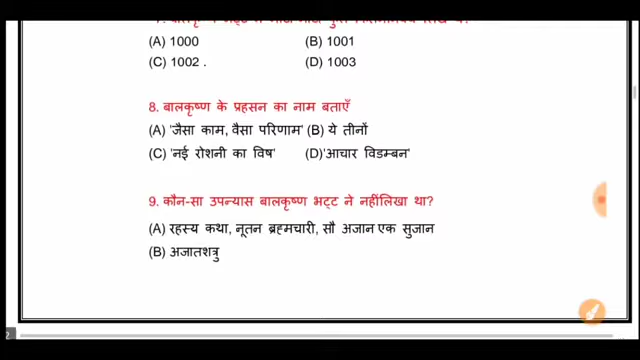 (A) 1000 (B) 1001
(C) 1002 . (D) 1003
8. बालकृष्ण के प्रहसन का नाम बताएँ
(A) 'जैसा काम, वैसा परिणाम' (B) ये तीनों
(C) 'नई रोशनी का विष' (D)'आचार विडम्बन'
9. कौन-सा उपन्यास बालकृष्ण भट्ट ने नहीं लिखा था?
(A) रहस्य कथा, नूतन ब्रह्मचारी, सौ अजान एक सुजान
(B) अजातशत्रु
2